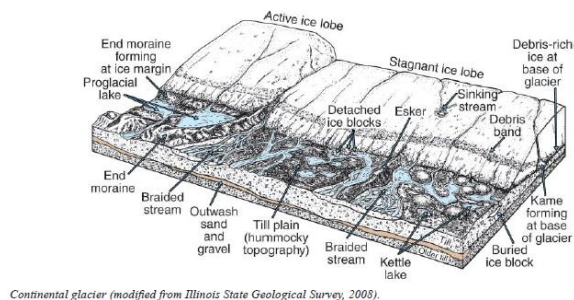 Active ice lobe
End moraine
forming
at ice margin
Proglacial
lake
Stagnant ice lobe
Debris-rich
ice at
base of
glacier
Detached
ice blocks
Esker
Sinking
stream
Debris
band
End
moraine
Braided
stream
Outwash
sand
and
gravel
Till plain
(hummocky
topography)
Braided
stream
Kettle
lake
Till
Older till
Buried
ice block
Kame
forming
at base
of glacier
Continental glacier (modified from Illinois State Geological Survey, 2008).